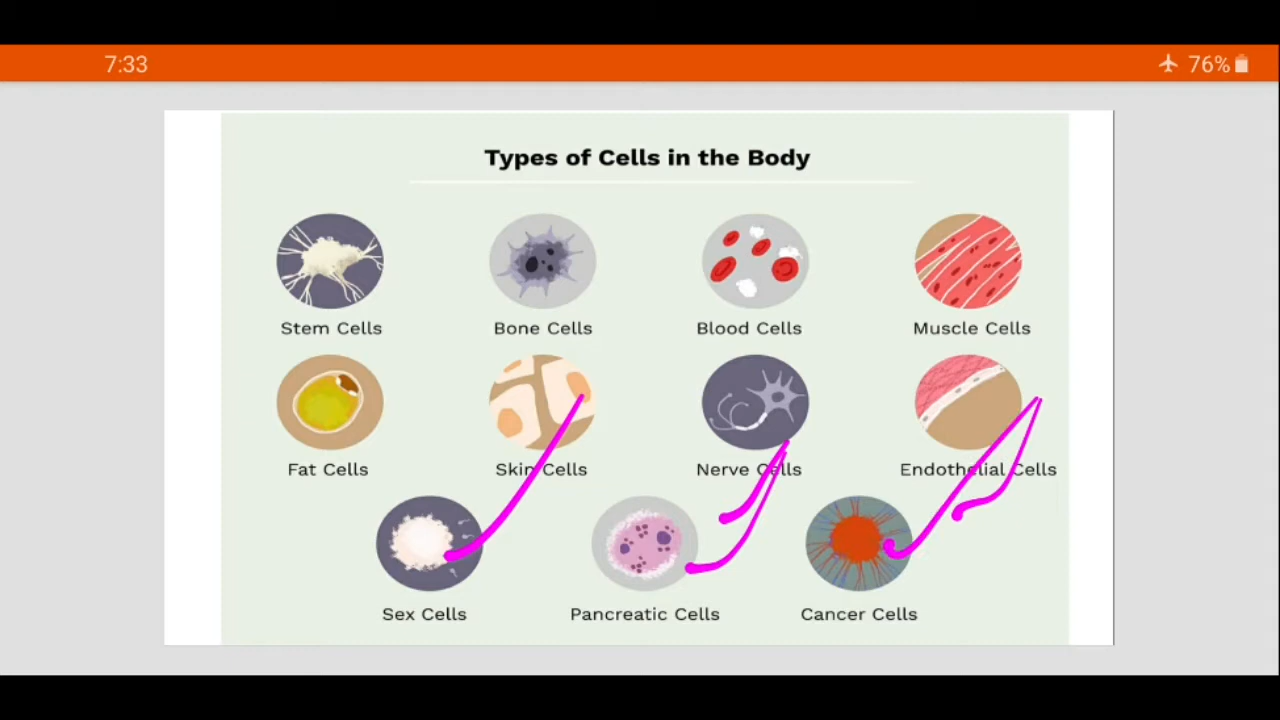 7:33
76%
Types of Cells in the Body
Stem Cells Bone Cells Blood Cells Muscle Cells
Fat Cells Skin Cells Nerve Cells Endothelial Cells
Sex Cells Pancreatic Cells Cancer Cells